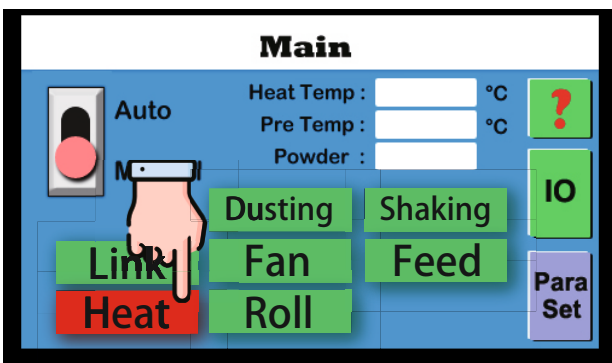 Main
Auto
Heat Temp : °C
Pre Temp : °C
Powder :
?
IO
Dusting Shaking
Link Fan Feed
Heat Roll
Para
Set